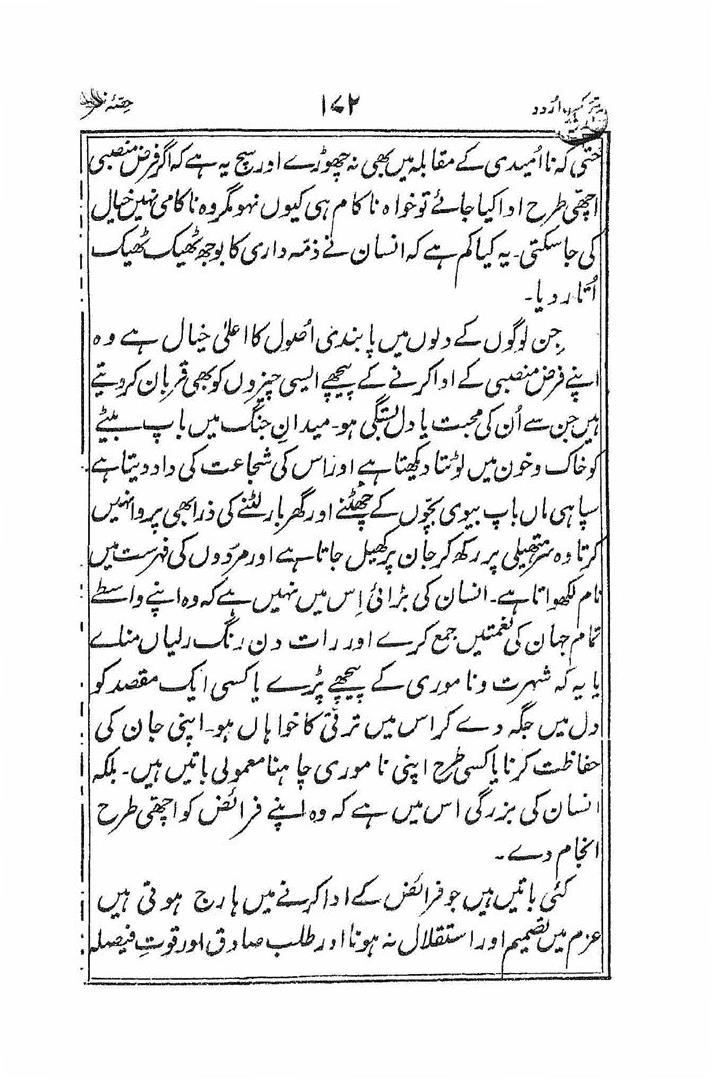 اُردو ۱۷۲ حصّۂ
حتی کہ نا اُمیدی کے مقابلہ میں بھی نہ چھوڑے اور سچ یہ ہے کہ اگر فرض منصبی
اچھی طرح ادا کیا جائے تو خواہ ناکام ہی کیوں نہو مگر وہ ناکامی نہیں خیال
کی جا سکتی۔ یہ کیا کم ہے کہ انسان نے ذمّہ داری کا بوجھ ٹھیک ٹھیک
اُتار دیا۔
جِن لوگوں کے دلوں میں پابندی اُصول کا اعلیٰ خیال ہے وہ
اپنے فرض منصبی کے ادا کرنے کے پیچھے ایسی چیزوں کو بھی قربان کر دیتے
ہیں جن سے اُن کی محبت یا دل بستگی ہو۔ میدانِ جنگ میں باپ بیٹے
کو خاک و خون میں لوٹتا دیکھتا ہے اور اس کی شجاعت کی داد دیتا ہے۔
سپاہی ماں باپ بیوی بچّوں کے چھٹنے اور گھر بار لٹنے کی ذرا بھی پروا نہیں
کرتا وہ سر ہتھیلی پر رکھ کر جان پر کھیل جاتا ہے اور مردوں کی فہرست میں
نام لکھواتا ہے۔ انسان کی بڑائی اِس میں نہیں ہے کہ وہ اپنے واسطے
تمام جہان کی نعمتیں جمع کرے اور رات دن رنگ رلیاں منائے
یا یہ کہ شہرت و ناموری کے پیچھے پڑے یا کسی ایک مقصد کو
دل میں جگہ دے کر اس میں ترقی کا خواہاں ہو۔ اپنی جان کی
حفاظت کرنا یا کسی طرح اپنی ناموری چاہنا معمولی باتیں ہیں۔ بلکہ
انسان کی بزرگی اس میں ہے کہ وہ اپنے فرائض کو اچھی طرح
انجام دے۔
کئی باتیں ہیں جو فرائض کے ادا کرنے میں ہارج ہوتی ہیں
عزم میں تصمیم اور استقلال نہ ہونا اور طلب صادق اور قوتِ فیصلہ